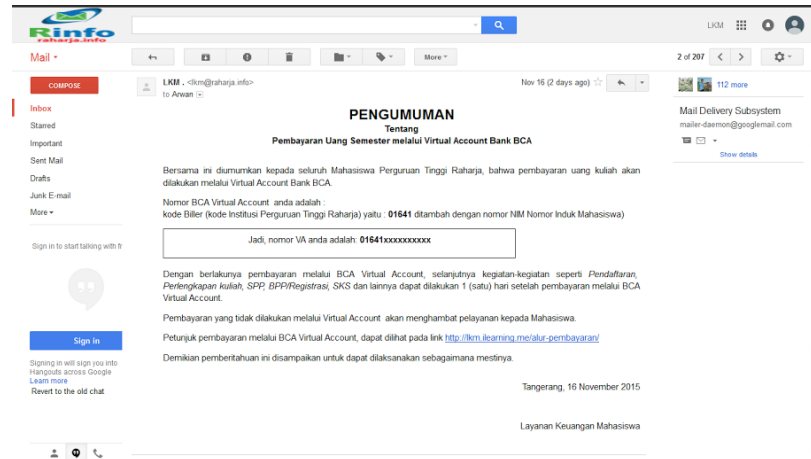 Rinfo
raharja.info
LKM
Mail
More
2 of 207
COMPOSE
Inbox
Starred
Important
Sent Mail
Drafts
Junk E-mail
More
Sign in to start talking with fr
Sign in
Signing in will sign you into
Hangouts across Google
Learn more
Revert to the old chat
LKM . <lkm@raharja.info>
to Arwan
Nov 16 (2 days ago)
PENGUMUMAN
Tentang
Pembayaran Uang Semester melalui Virtual Account Bank BCA
Bersama ini diumumkan kepada seluruh Mahasiswa Perguruan Tinggi Raharja, bahwa pembayaran uang kuliah akan
dilakukan melalui Virtual Account Bank BCA.
Nomor BCA Virtual Account anda adalah :
kode Biller (kode Institusi Perguruan Tinggi Raharja) yaitu : 01641 ditambah dengan nomor NIM Nomor Induk Mahasiswa)
Jadi, nomor VA anda adalah: 01641xxxxxxxxxx
Dengan berlakunya pembayaran melalui BCA Virtual Account, selanjutnya kegiatan-kegiatan seperti Pendaftaran,
Perlengkapan kuliah, SPP, BPP/Registrasi, SKS dan lainnya dapat dilakukan 1 (satu) hari setelah pembayaran melalui BCA
Virtual Account.
Pembayaran yang tidak dilakukan melalui Virtual Account akan menghambat pelayanan kepada Mahasiswa.
Petunjuk pembayaran melalui BCA Virtual Account, dapat dilihat pada link http://lkm.ilearning.me/alur-pembayaran/
Demikian pemberitahuan ini disampaikan untuk dapat dilaksanakan sebagaimana mestinya.
Tangerang, 16 November 2015
Layanan Keuangan Mahasiswa
112 more
Mail Delivery Subsystem
mailer-daemon@googlemail.com
Show details